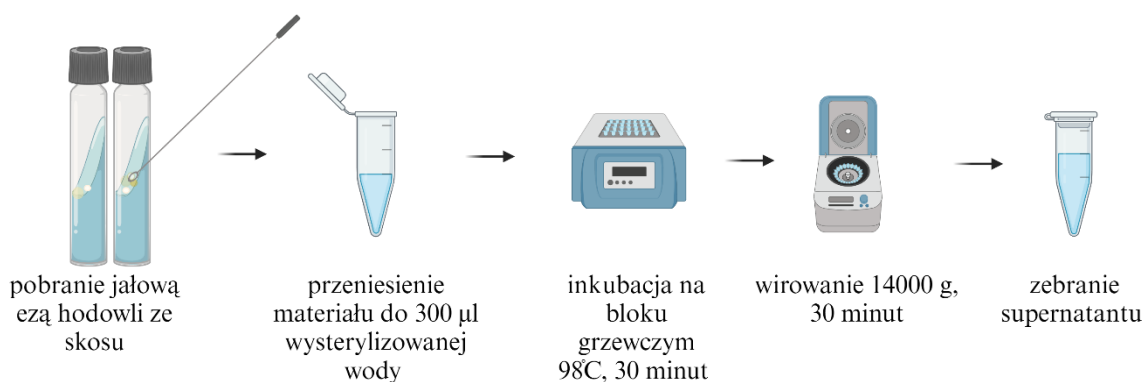 pobranie jałową
ezą hodowli ze
skosu
przeniesienie
materiału do 300 μl
wysterylizowanej
wody
inkubacja na
bloku
grzewczym
98℃, 30 minut
wirowanie 14000 g,
30 minut
zebranie
supernatantu